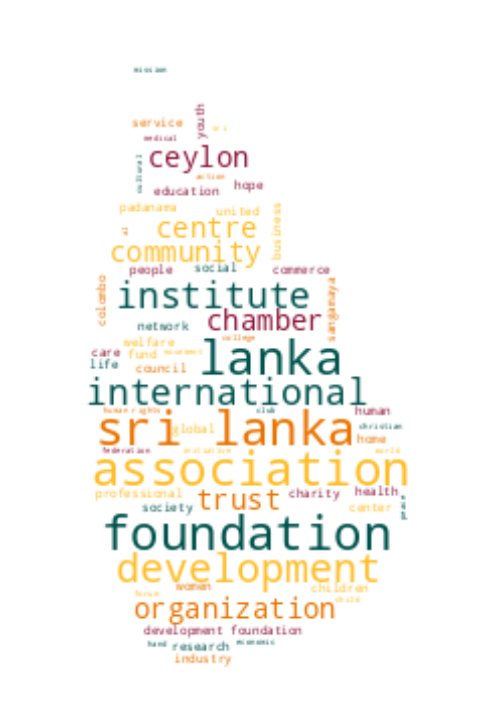 mission
youth
service
sri
medical
ceylon
cultural
action
education hope
padanama united
centre
business
al
community
people social commerce
colombo
institute
sangamaya
chamber
network
college
welfare
lanka
care fund movement
life council
international
human rights club human
sri lanka
global christian
home
federation initiative world
association
professional trust charity health
society center
peace
foundation
development
women children
forum child
organization
development foundation
hand research economic
industry